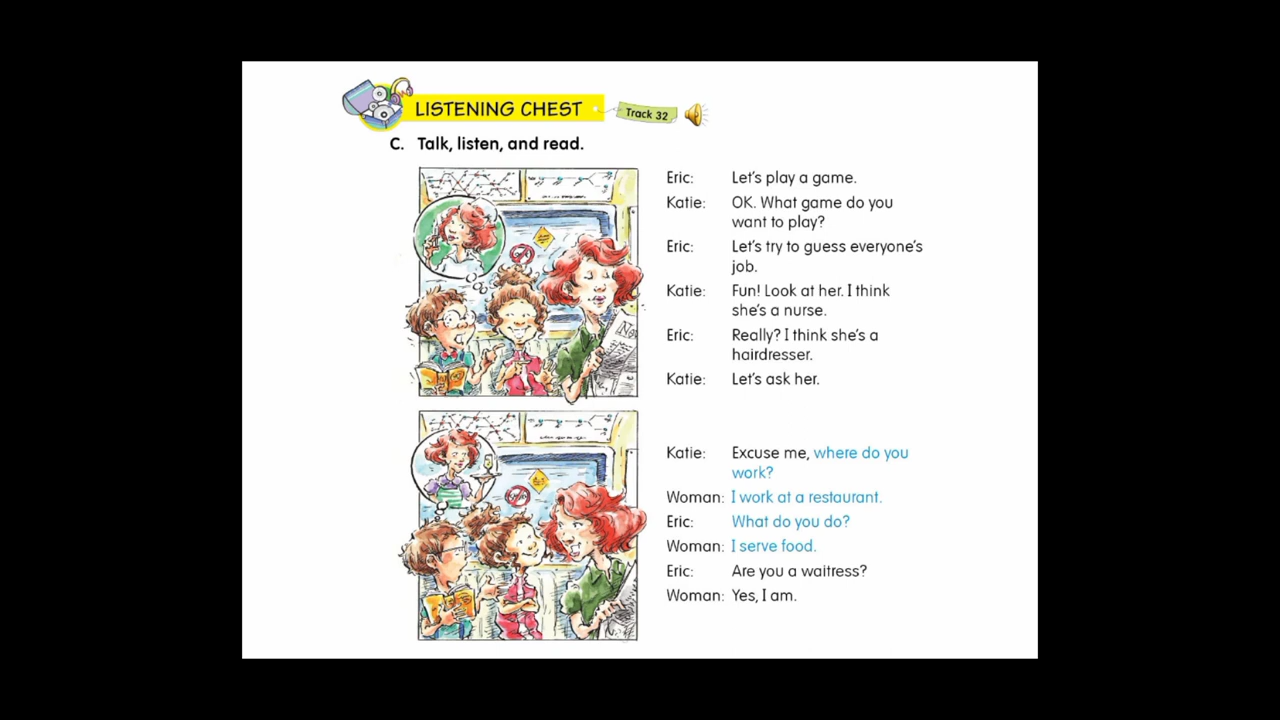 LISTENING CHEST
Track 32
C. Talk, listen, and read.
Eric: Let's play a game.
Katie: OK. What game do you
want to play?
Eric: Let's try to guess everyone's
job.
Katie: Fun! Look at her. I think
she's a nurse.
Eric: Really? I think she's a
hairdresser.
Katie: Let's ask her.
Katie: Excuse me, where do you
work?
Woman: I work at a restaurant.
Eric: What do you do?
Woman: I serve food.
Eric: Are you a waitress?
Woman: Yes, I am.